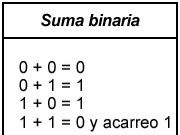 Suma binaria
0 + 0 = 0
0 + 1 = 1
1 + 0 = 1
1 + 1 = 0 y acarreo 1